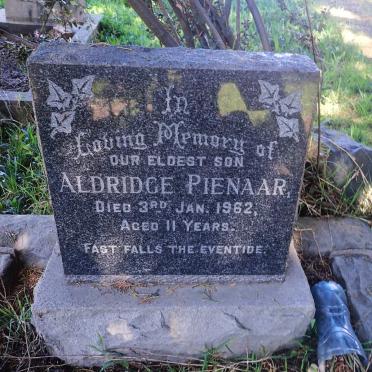 In
Loving Memory of
OUR ELDEST SON
ALDRIDGE PIENAAR,
DIED 3RD JAN. 1962,
AGED 11 YEARS.
FAST FALLS THE EVENTIDE.